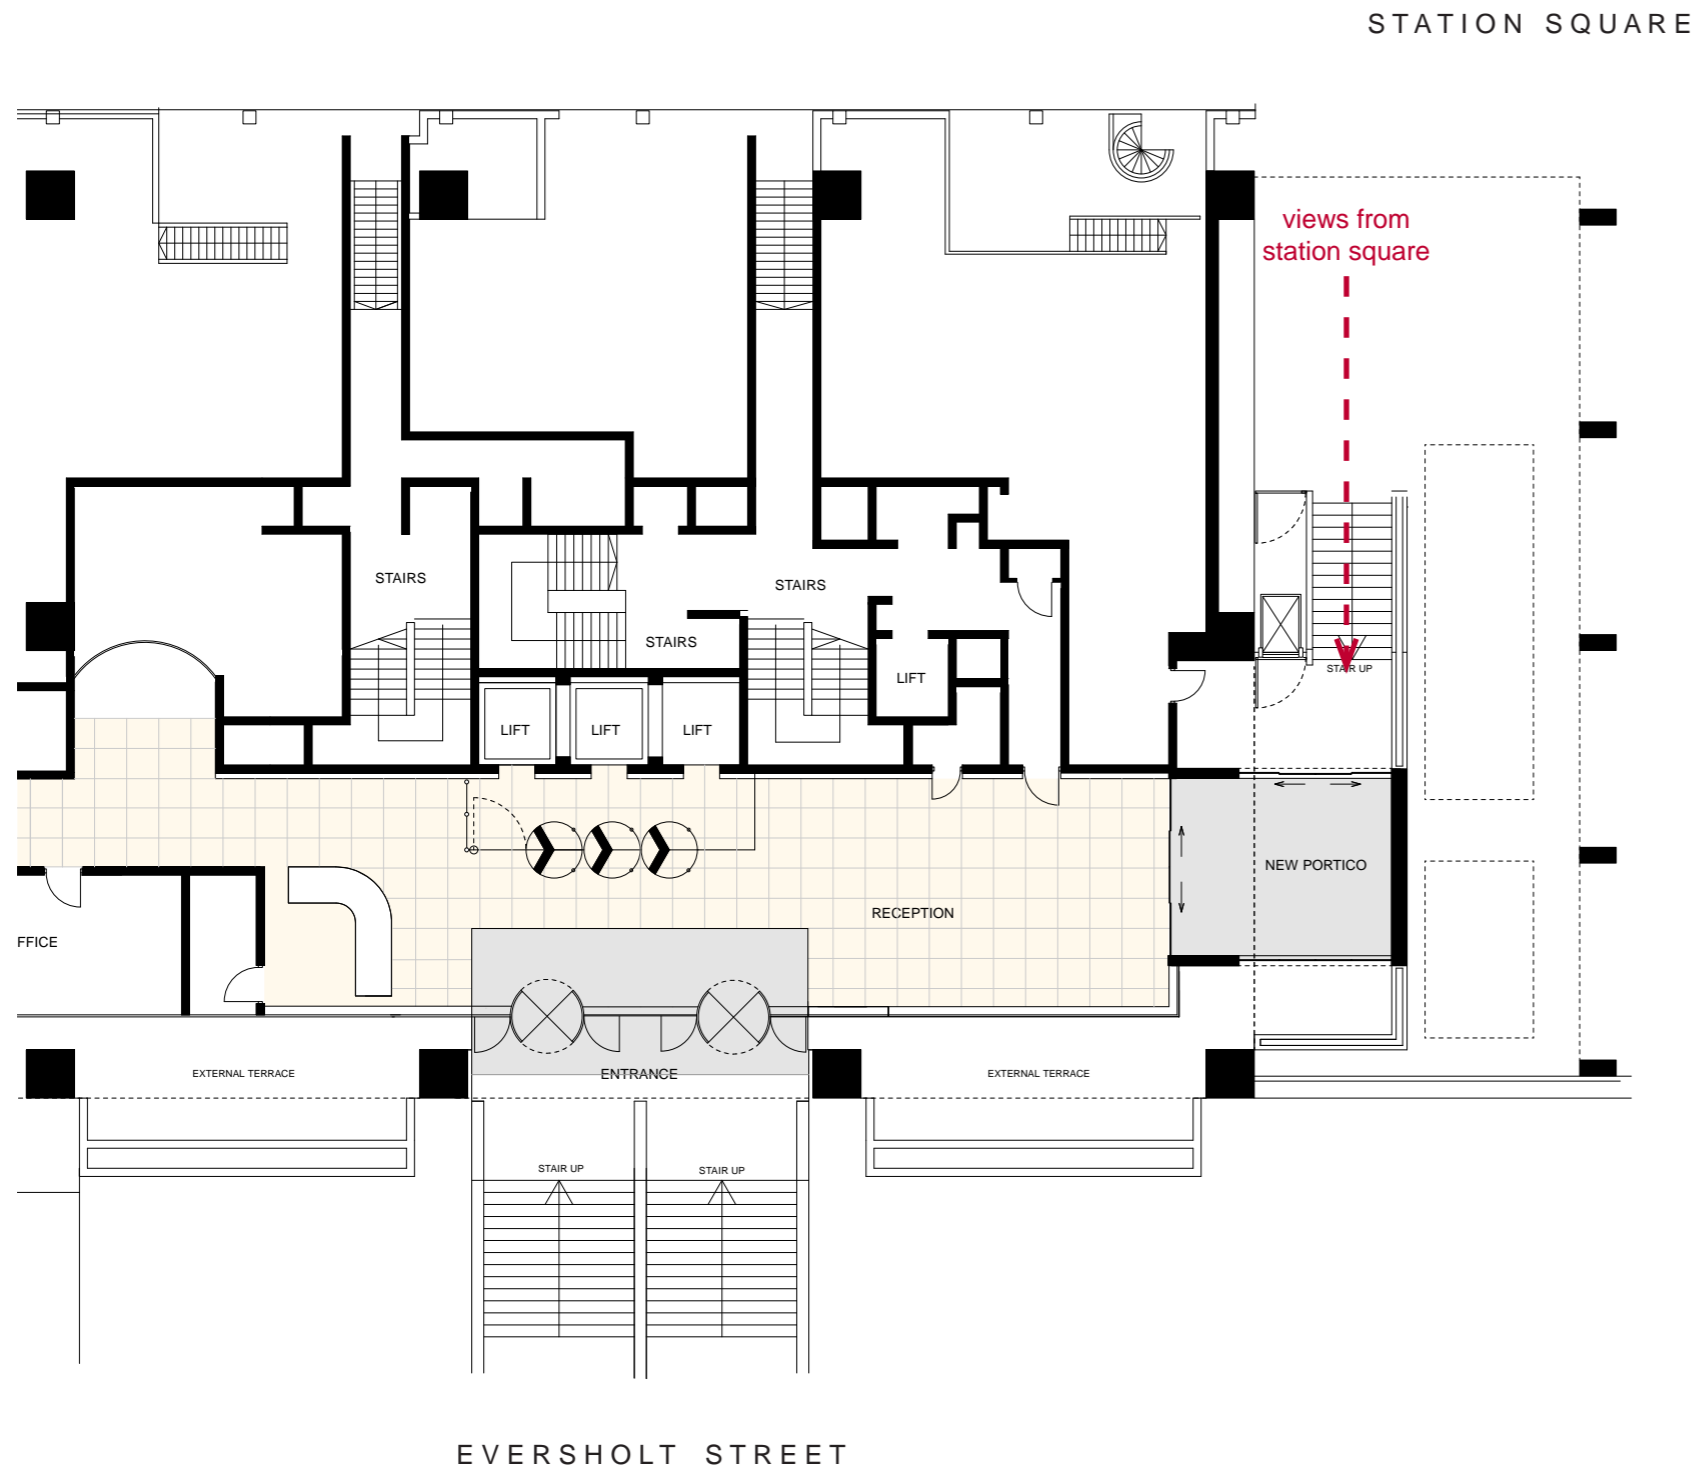 STATION SQUARE
views from
station square
STAIRS
STAIRS
STAIRS
STAIR UP
LIFT
LIFT
LIFT
LIFT
NEW PORTICO
RECEPTION
FFICE
EXTERNAL TERRACE
ENTRANCE
EXTERNAL TERRACE
STAIR UP
STAIR UP
EVERSHOLT STREET